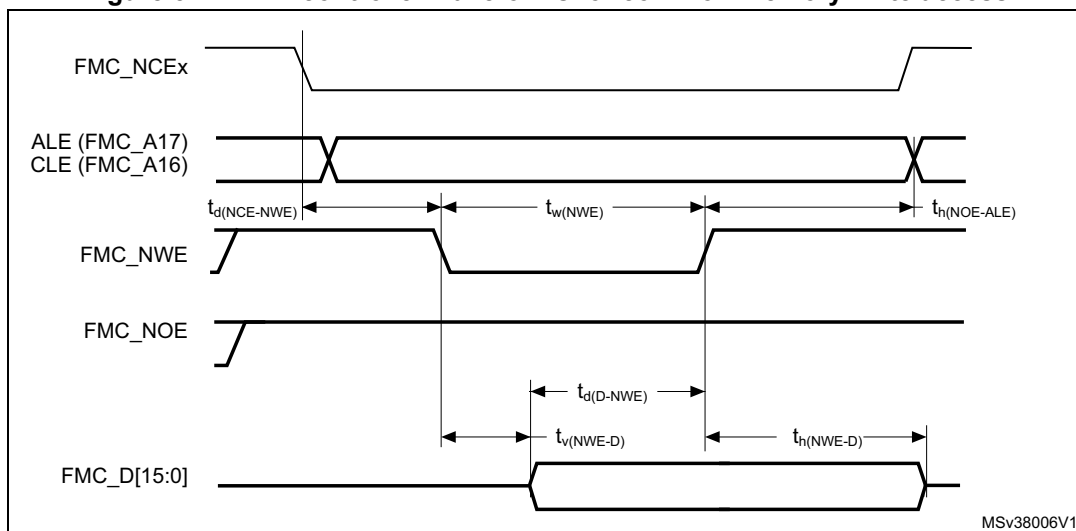 FMC_NCEx
ALE (FMC_A17)
CLE (FMC_A16)
td(NCE-NWE)
tw(NWE)
th(NOE-ALE)
FMC_NWE
FMC_NOE
td(D-NWE)
tv(NWE-D)
th(NWE-D)
FMC_D[15:0]
MSv38006V1